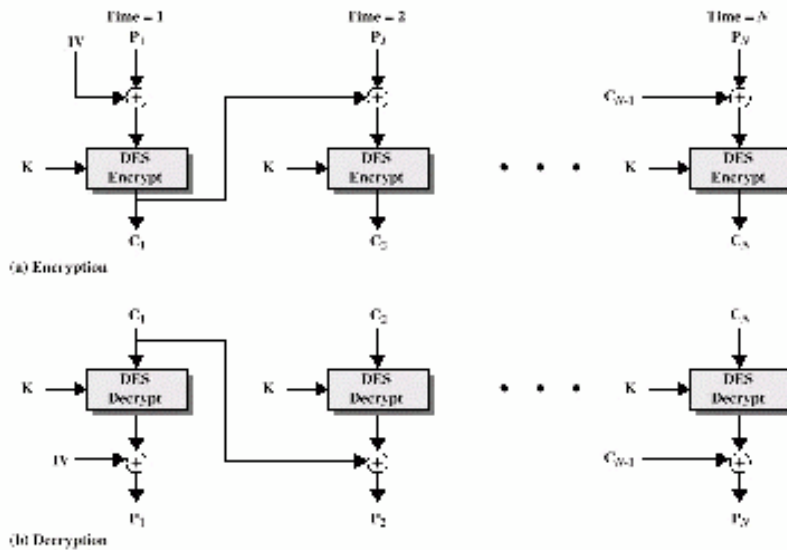 Time = 1 Time = 2 Time = N
IV P1 P2 PN
CN-1
K DES Encrypt K DES Encrypt K DES Encrypt
C1 C2 CN
(a) Encryption
C1 C2 CN
K DES Decrypt K DES Decrypt K DES Decrypt
IV CN-1
P1 P2 PN
(b) Decryption